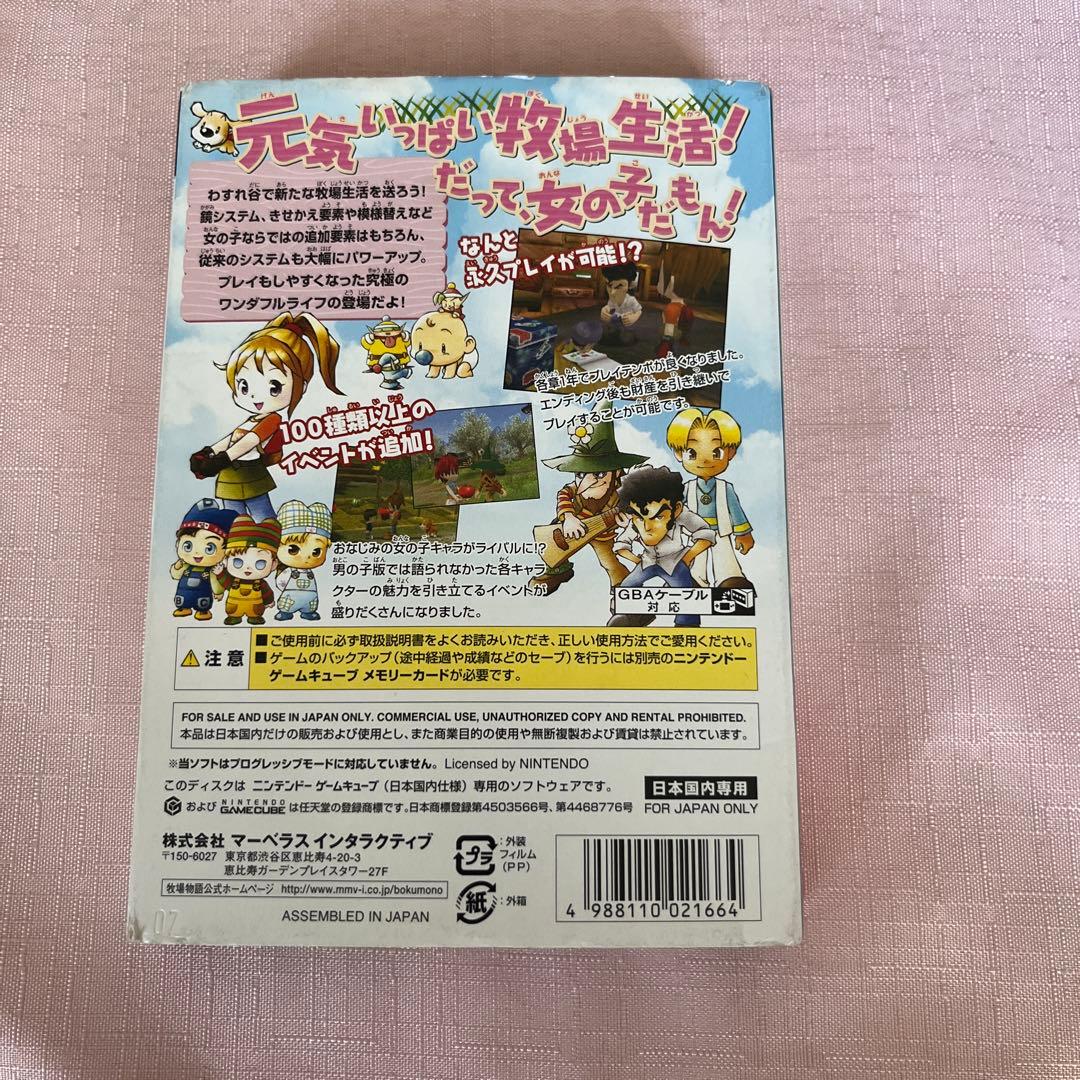 元気いっぱい牧場生活!
だって、女の子だもん!
わすれ谷で新たな牧場生活を送ろう!
鏡システム、きせかえ要素や模様替えなど
女の子ならではの追加要素はもちろん、
従来のシステムも大幅にパワーアップ。
プレイもしやすくなった究極の
ワンダフルライフの登場だよ!
なんと
永久プレイが可能!?
各章1年でプレイテンポが良くなりました。
エンディング後も財産を引き継いで
プレイすることが可能です。
100種類以上の
イベントが追加!
おなじみの女の子キャラがライバルに!?
男の子版では語られなかった各キャラ
クターの魅力を引き立てるイベントが
盛りだくさんになりました。
GBAケーブル
対応
注意
■ご使用前に必ず取扱説明書をよくお読みいただき、正しい使用方法でご愛用ください。
■ゲームのバックアップ(途中経過や成績などのセーブ)を行うには別売のニンテンドー
ゲームキューブ メモリーカードが必要です。
FOR SALE AND USE IN JAPAN ONLY. COMMERCIAL USE, UNAUTHORIZED COPY AND RENTAL PROHIBITED.
本品は日本国内だけの販売および使用とし、また商業目的の使用や無断複製および賃貸は禁止されています。
※当ソフトはプログレッシブモードに対応していません。 Licensed by NINTENDO
このディスクは ニンテンドー ゲームキューブ (日本国内仕様) 専用のソフトウェアです。
および NINTENDO GAMECUBE は任天堂の登録商標です。日本商標登録第4503566号、第4468776号
日本国内専用
FOR JAPAN ONLY
株式会社 マーベラス インタラクティブ
〒150-6027 東京都渋谷区恵比寿4-20-3
恵比寿ガーデンプレイスタワー27F
牧場物語公式ホームページ http://www.mmv-i.co.jp/bokumono
ASSEMBLED IN JAPAN
プラ
:外装
フィルム
(PP)
紙
:外箱
4 988110 021664
02